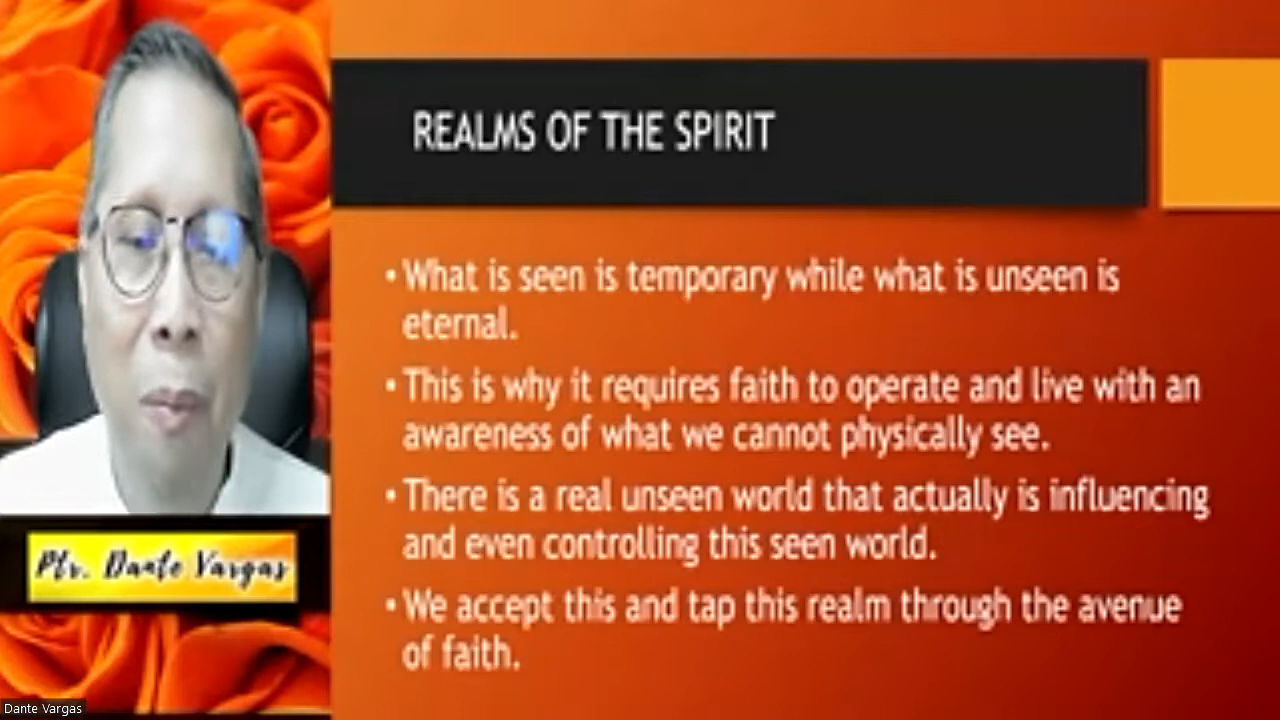 REALMS OF THE SPIRIT
• What is seen is temporary while what is unseen is
eternal.
• This is why it requires faith to operate and live with an
awareness of what we cannot physically see.
• There is a real unseen world that actually is influencing
and even controlling this seen world.
• We accept this and tap this realm through the avenue
of faith.
Ptr. Dante Vargas
Dante Vargas